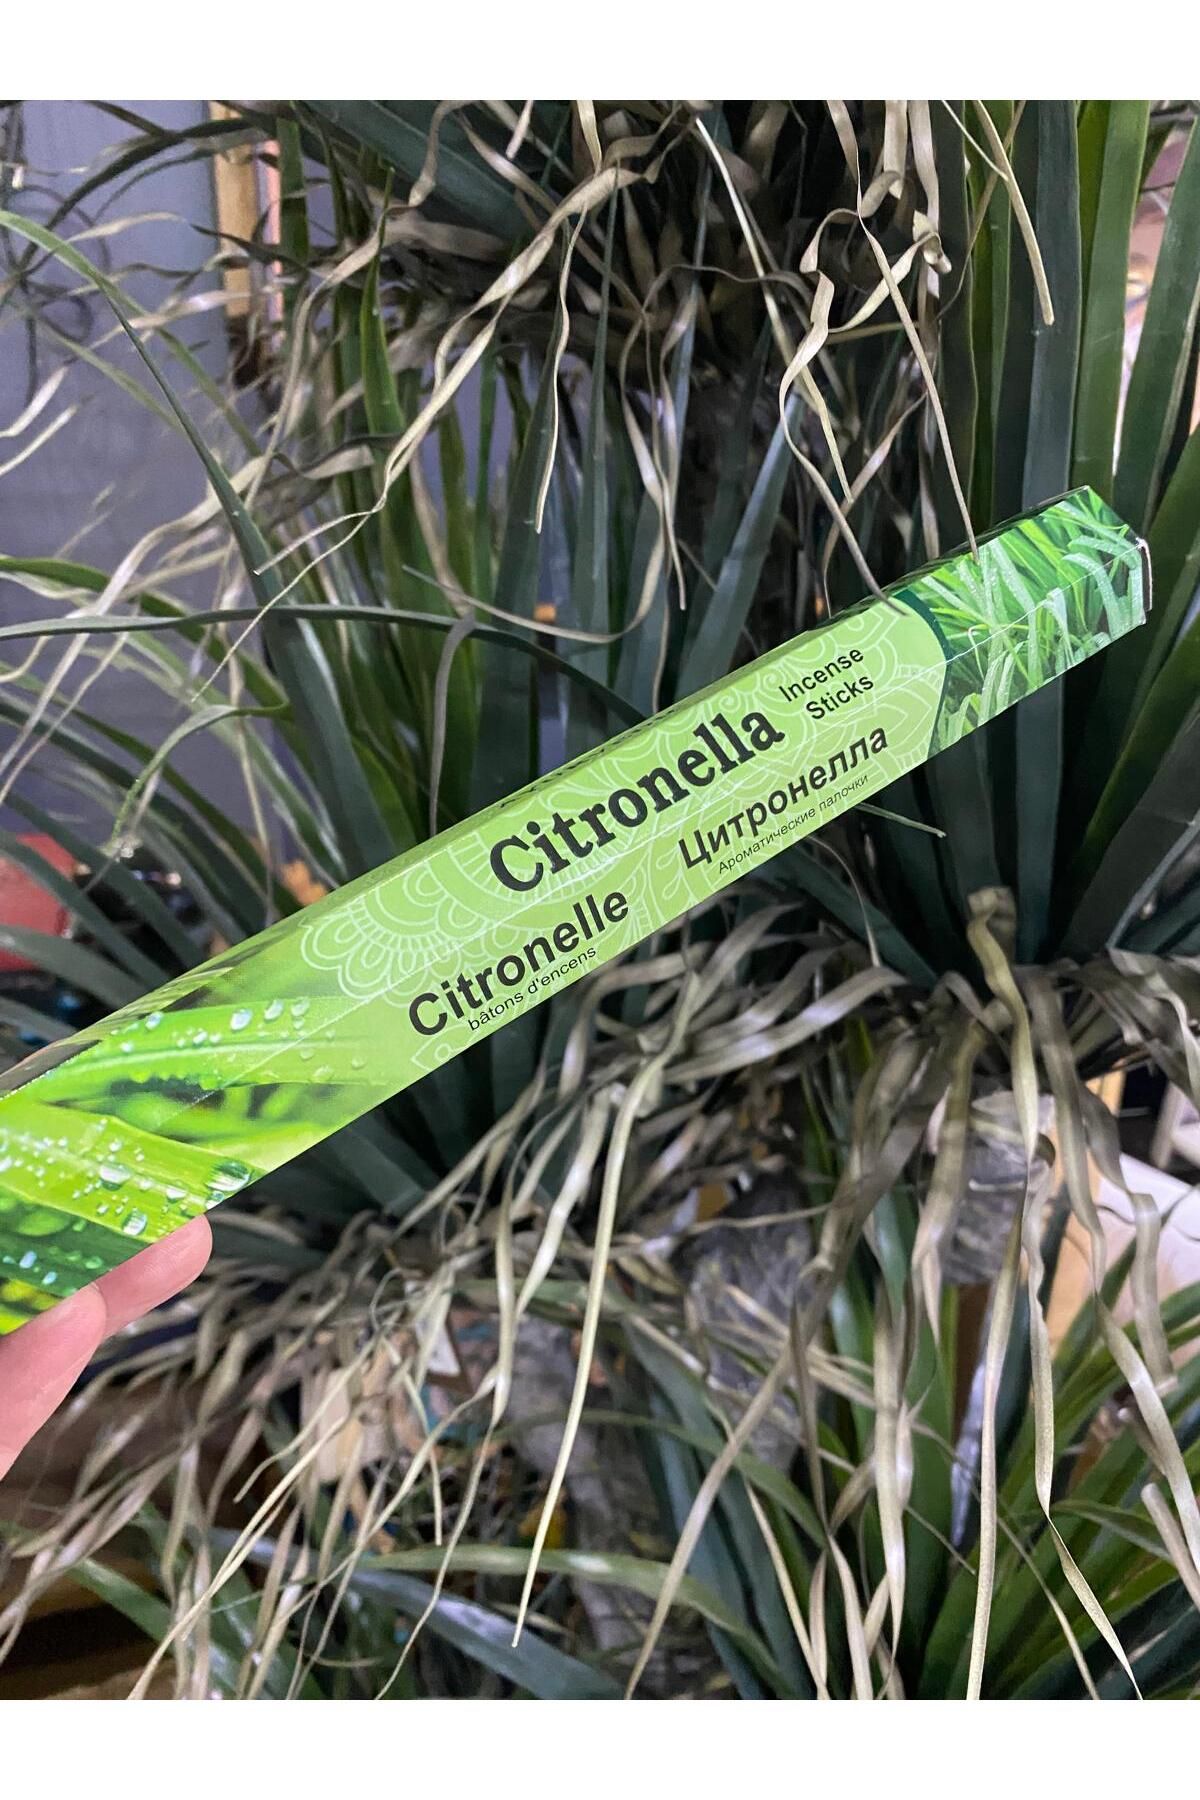 Citronella
Incense
Sticks
Citronelle
bâtons d'encens
Цитронелла
Ароматические палочки